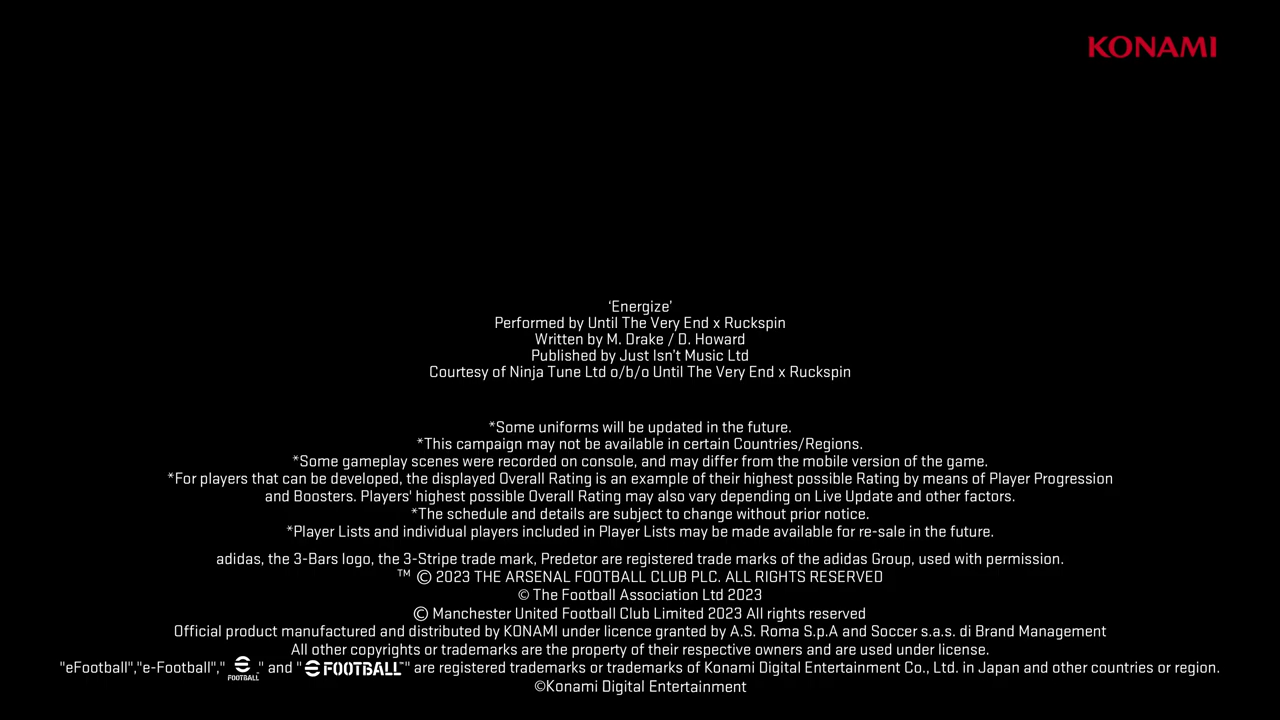 KONAMI
‘Energize’
Performed by Until The Very End x Ruckspin
Written by M. Drake / D. Howard
Published by Just Isn’t Music Ltd
Courtesy of Ninja Tune Ltd o/b/o Until The Very End x Ruckspin
*Some uniforms will be updated in the future.
*This campaign may not be available in certain Countries/Regions.
*Some gameplay scenes were recorded on console, and may differ from the mobile version of the game.
*For players that can be developed, the displayed Overall Rating is an example of their highest possible Rating by means of Player Progression
and Boosters. Players' highest possible Overall Rating may also vary depending on Live Update and other factors.
*The schedule and details are subject to change without prior notice.
*Player Lists and individual players included in Player Lists may be made available for re-sale in the future.
adidas, the 3-Bars logo, the 3-Stripe trade mark, Predetor are registered trade marks of the adidas Group, used with permission.
™ © 2023 THE ARSENAL FOOTBALL CLUB PLC. ALL RIGHTS RESERVED
© The Football Association Ltd 2023
© Manchester United Football Club Limited 2023 All rights reserved
Official product manufactured and distributed by KONAMI under licence granted by A.S. Roma S.p.A and Soccer s.a.s. di Brand Management
All other copyrights or trademarks are the property of their respective owners and are used under license.
"eFootball","e-Football","FOOTBALL" and "FOOTBALL™" are registered trademarks or trademarks of Konami Digital Entertainment Co., Ltd. in Japan and other countries or region.
©Konami Digital Entertainment